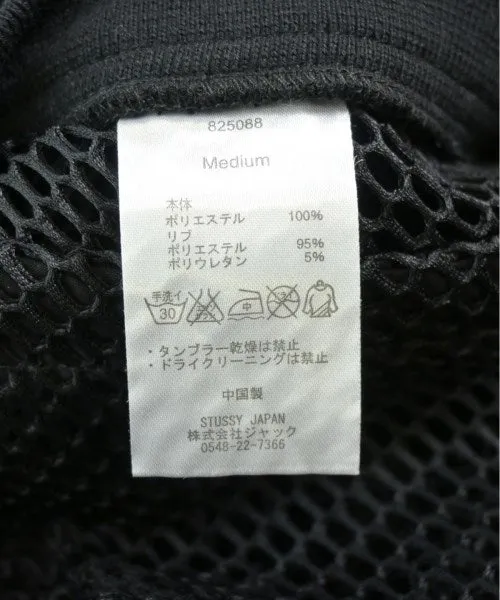 825088
Medium
本体
ポリエステル 100%
リブ
ポリエステル 95%
ポリウレタン 5%
手洗イ
30
中
・タンブラー乾燥は禁止
・ドライクリーニングは禁止
中国製
STUSSY JAPAN
株式会社ジャック
0548-22-7366